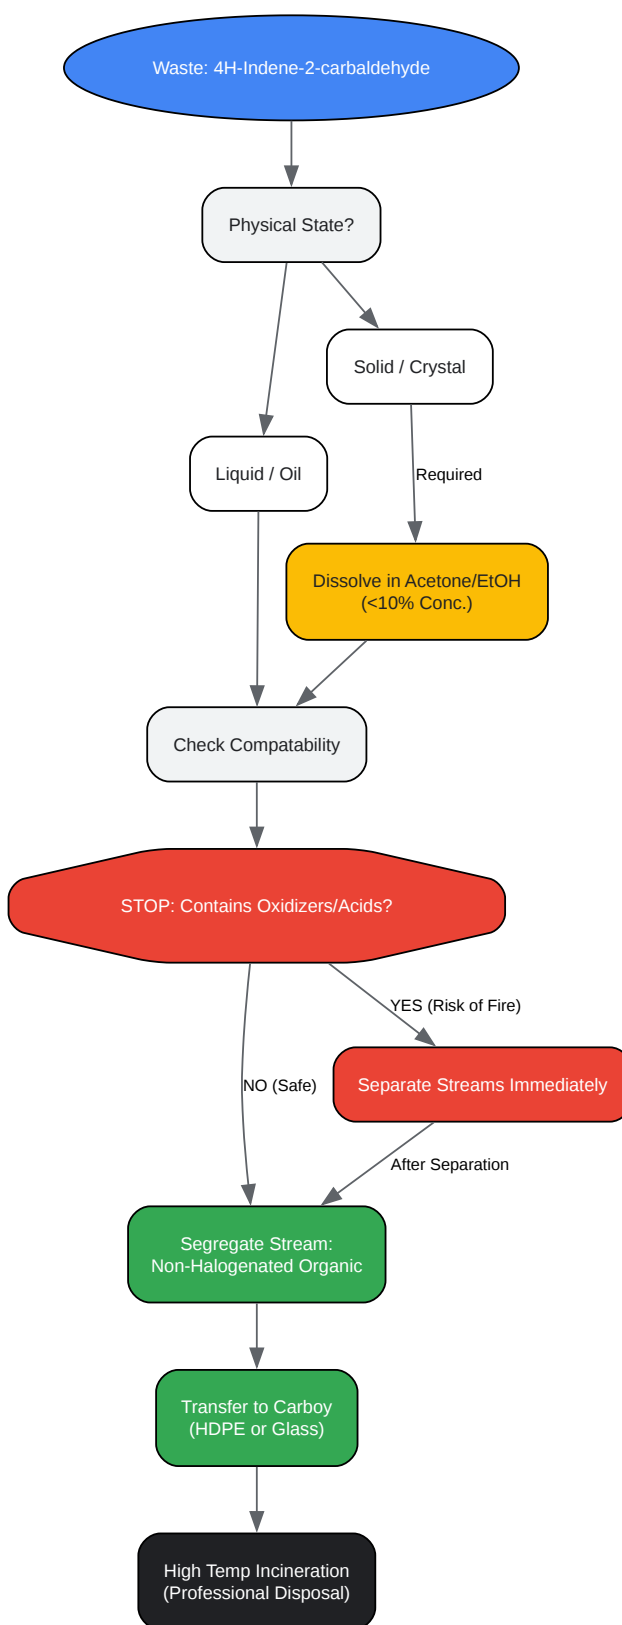 Waste: 4H-Indene-2-carbaldehyde
Physical State?
Solid / Crystal
Liquid / Oil
Required
Dissolve in Acetone/EtOH
(<10% Conc.)
Check Compatability
STOP: Contains Oxidizers/Acids?
YES (Risk of Fire)
NO (Safe)
Separate Streams Immediately
After Separation
Segregate Stream:
Non-Halogenated Organic
Transfer to Carboy
(HDPE or Glass)
High Temp Incineration
(Professional Disposal)